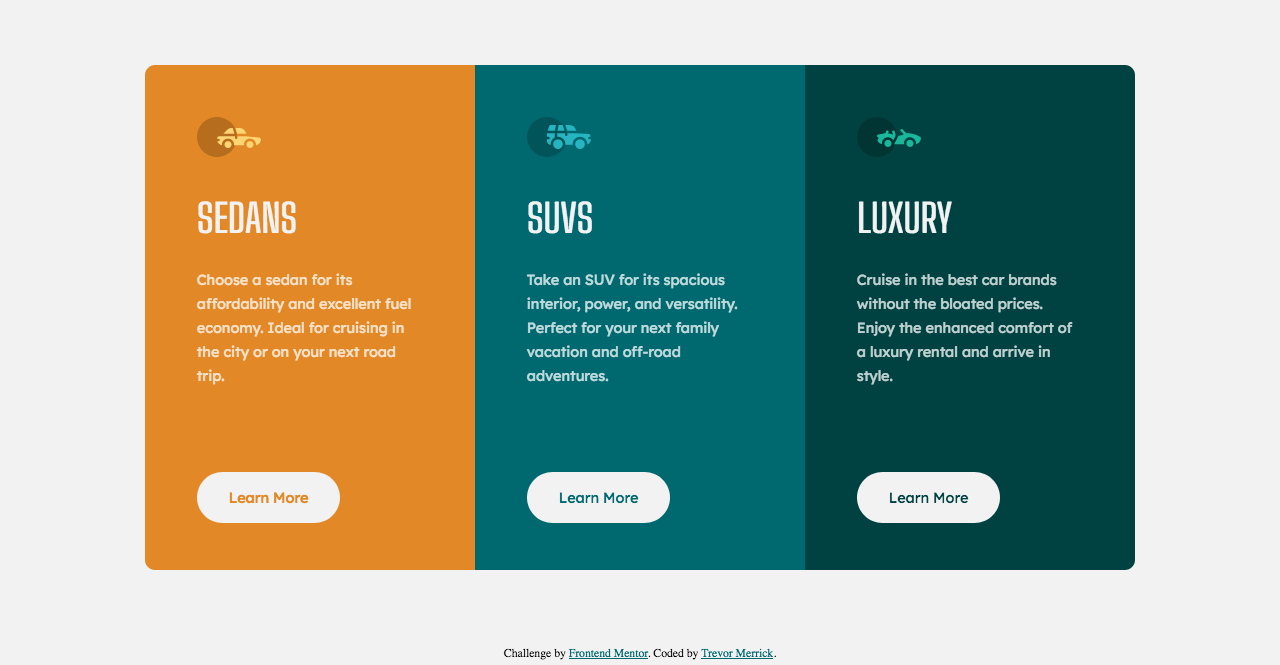 SEDANS
Choose a sedan for its
affordability and excellent fuel
economy. Ideal for cruising in
the city or on your next road
trip.
Learn More
SUVS
Take an SUV for its spacious
interior, power, and versatility.
Perfect for your next family
vacation and off-road
adventures.
Learn More
LUXURY
Cruise in the best car brands
without the bloated prices.
Enjoy the enhanced comfort of
a luxury rental and arrive in
style.
Learn More
Challenge by Frontend Mentor. Coded by Trevor Merrick.